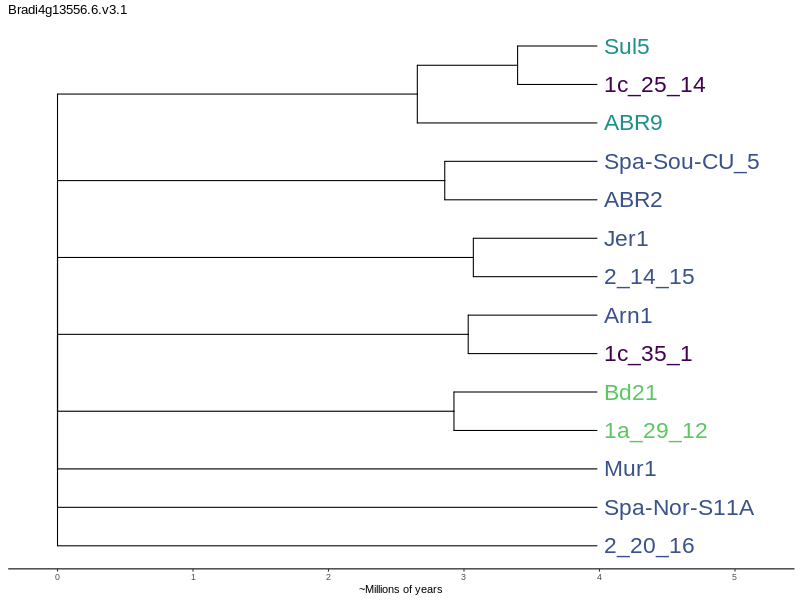 Bradi4g13556.6.v3.1
Sul5
1c_25_14
ABR9
Spa-Sou-CU_5
ABR2
Jer1
2_14_15
Arn1
1c_35_1
Bd21
1a_29_12
Mur1
Spa-Nor-S11A
2_20_16
0 1 2 3 4 5
~Millions of years